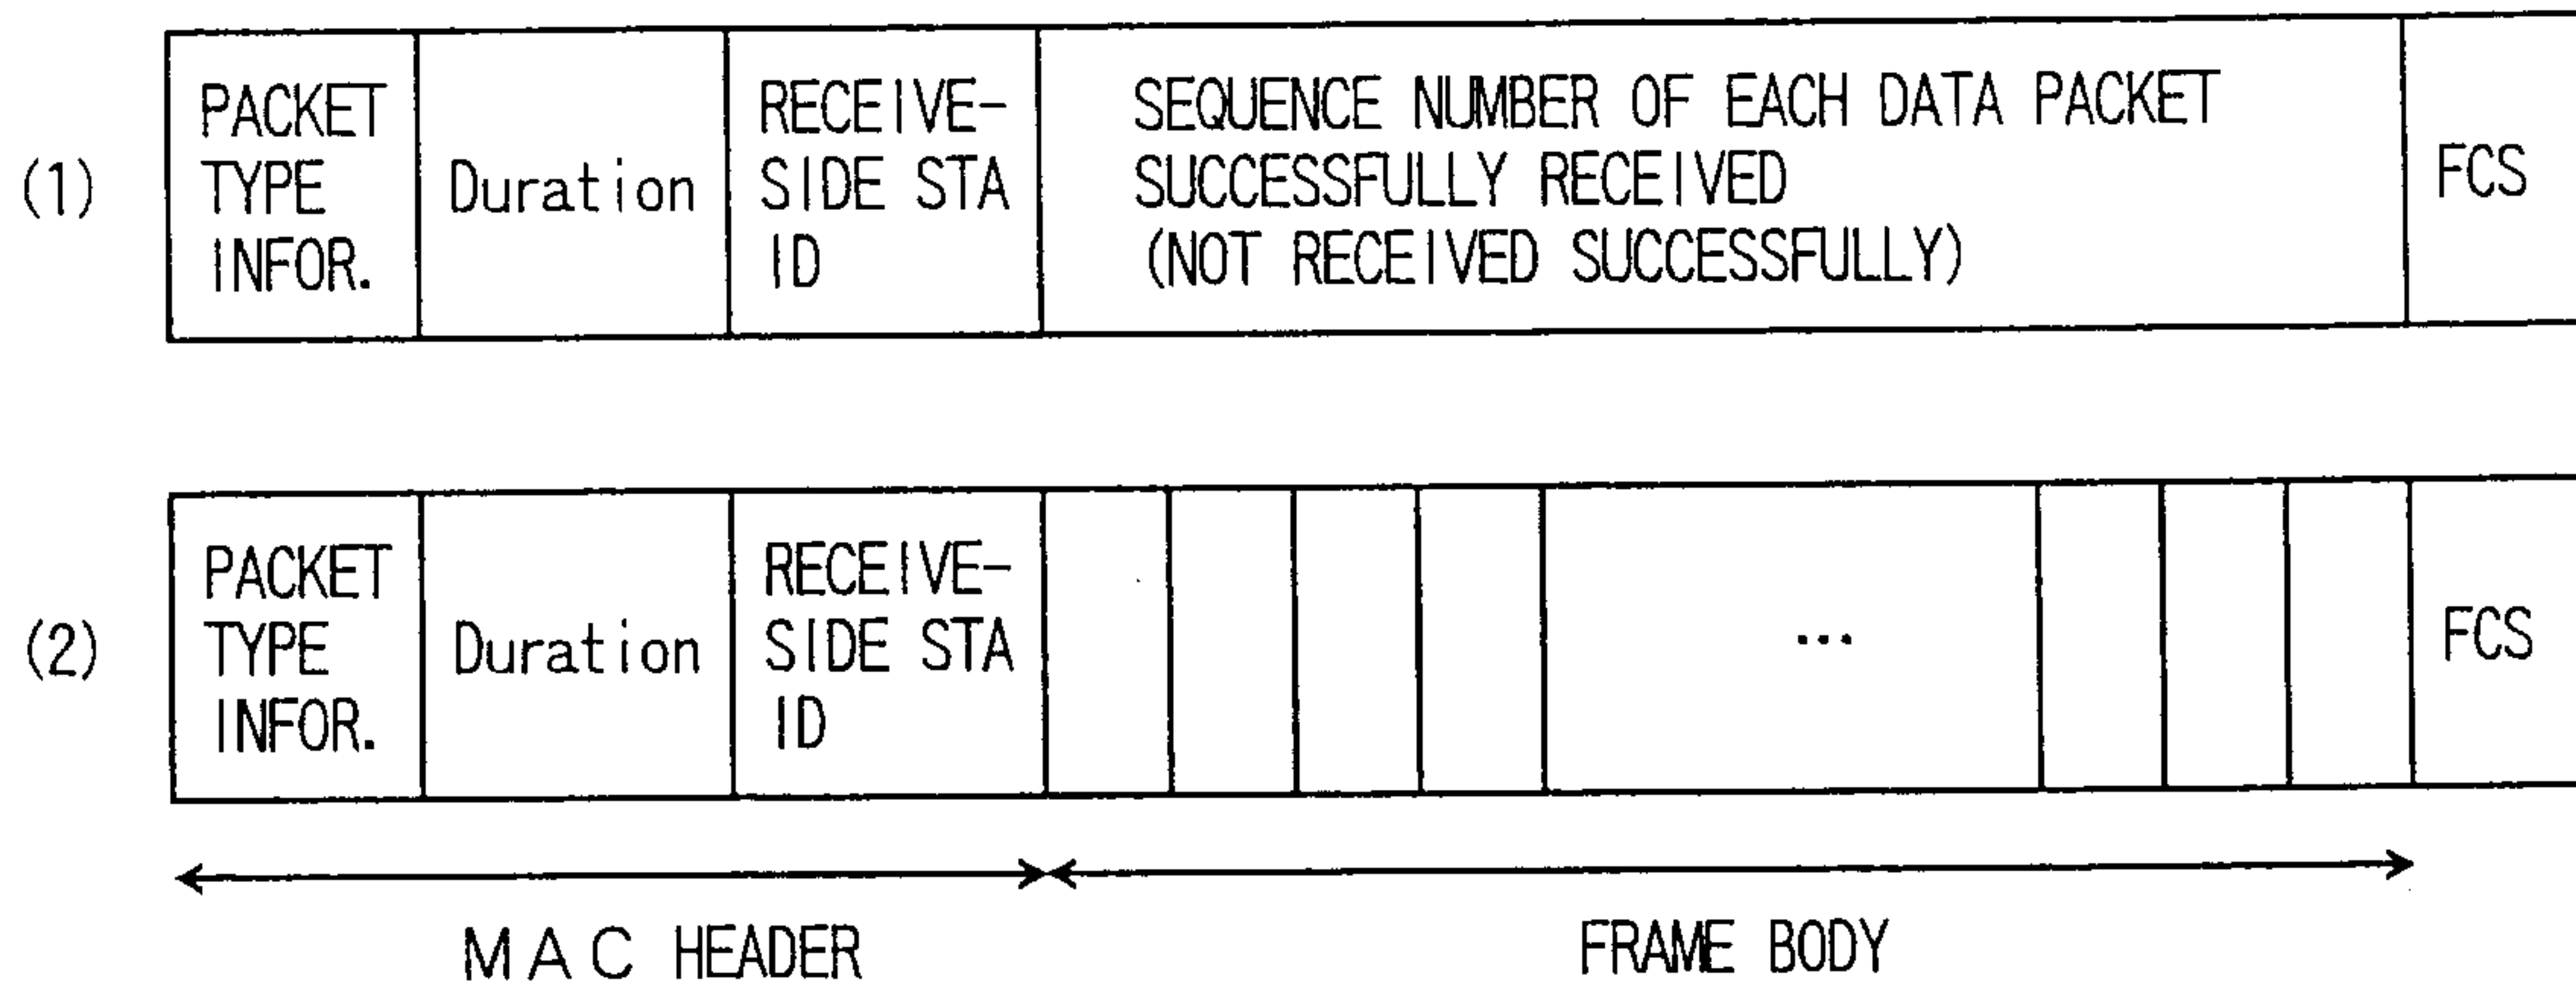 (1)
PACKET
TYPE
INFOR.
Duration
RECEIVE-
SIDE STA
ID
SEQUENCE NUMBER OF EACH DATA PACKET
SUCCESSFULLY RECEIVED
(NOT RECEIVED SUCCESSFULLY)
FCS
(2)
PACKET
TYPE
INFOR.
Duration
RECEIVE-
SIDE STA
ID
...
FCS
MAC HEADER
FRAME BODY